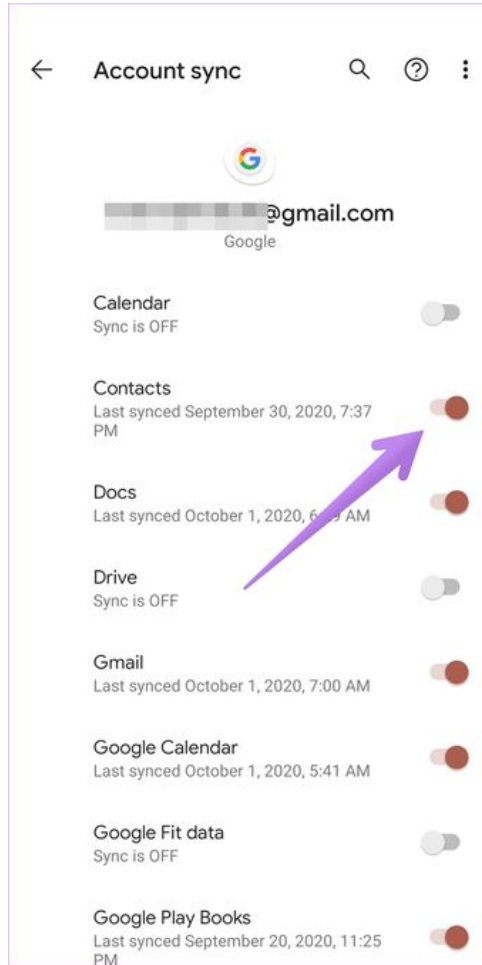 Account sync
@gmail.com
Google
Calendar
Sync is OFF
Contacts
Last synced September 30, 2020, 7:37
PM
Docs
Last synced October 1, 2020, AM
Drive
Sync is OFF
Gmail
Last synced October 1, 2020, 7:00 AM
Google Calendar
Last synced October 1, 2020, 5:41 AM
Google Fit data
Sync is OFF
Google Play Books
Last synced September 20, 2020, 11:25
PM